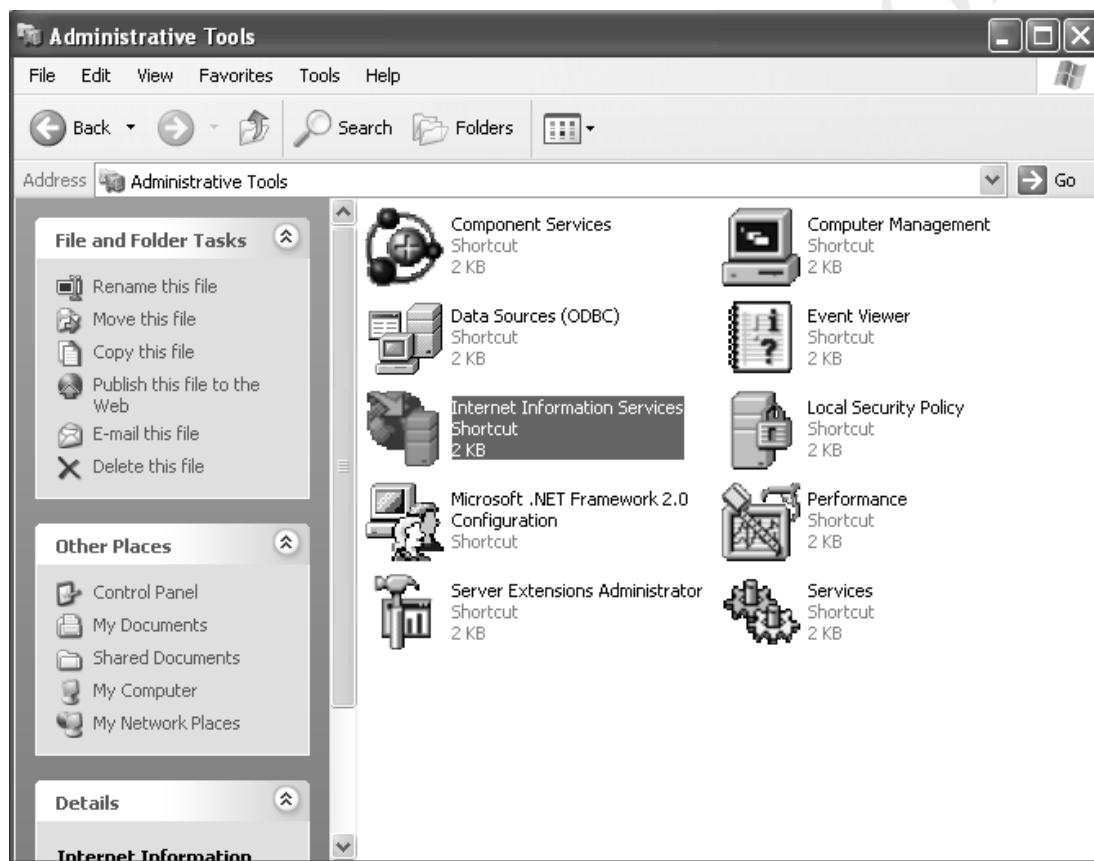 Administrative Tools
File Edit View Favorites Tools Help
Back Search Folders
Address Administrative Tools Go
File and Folder Tasks
Rename this file
Move this file
Copy this file
Publish this file to the
Web
E-mail this file
Delete this file
Other Places
Control Panel
My Documents
Shared Documents
My Computer
My Network Places
Details
Internet Information
Component Services
Shortcut
2 KB
Computer Management
Shortcut
2 KB
Data Sources (ODBC)
Shortcut
2 KB
Event Viewer
Shortcut
2 KB
Internet Information Services
Shortcut
2 KB
Local Security Policy
Shortcut
2 KB
Microsoft .NET Framework 2.0
Configuration
Shortcut
Performance
Shortcut
2 KB
Server Extensions Administrator
Shortcut
2 KB
Services
Shortcut
2 KB